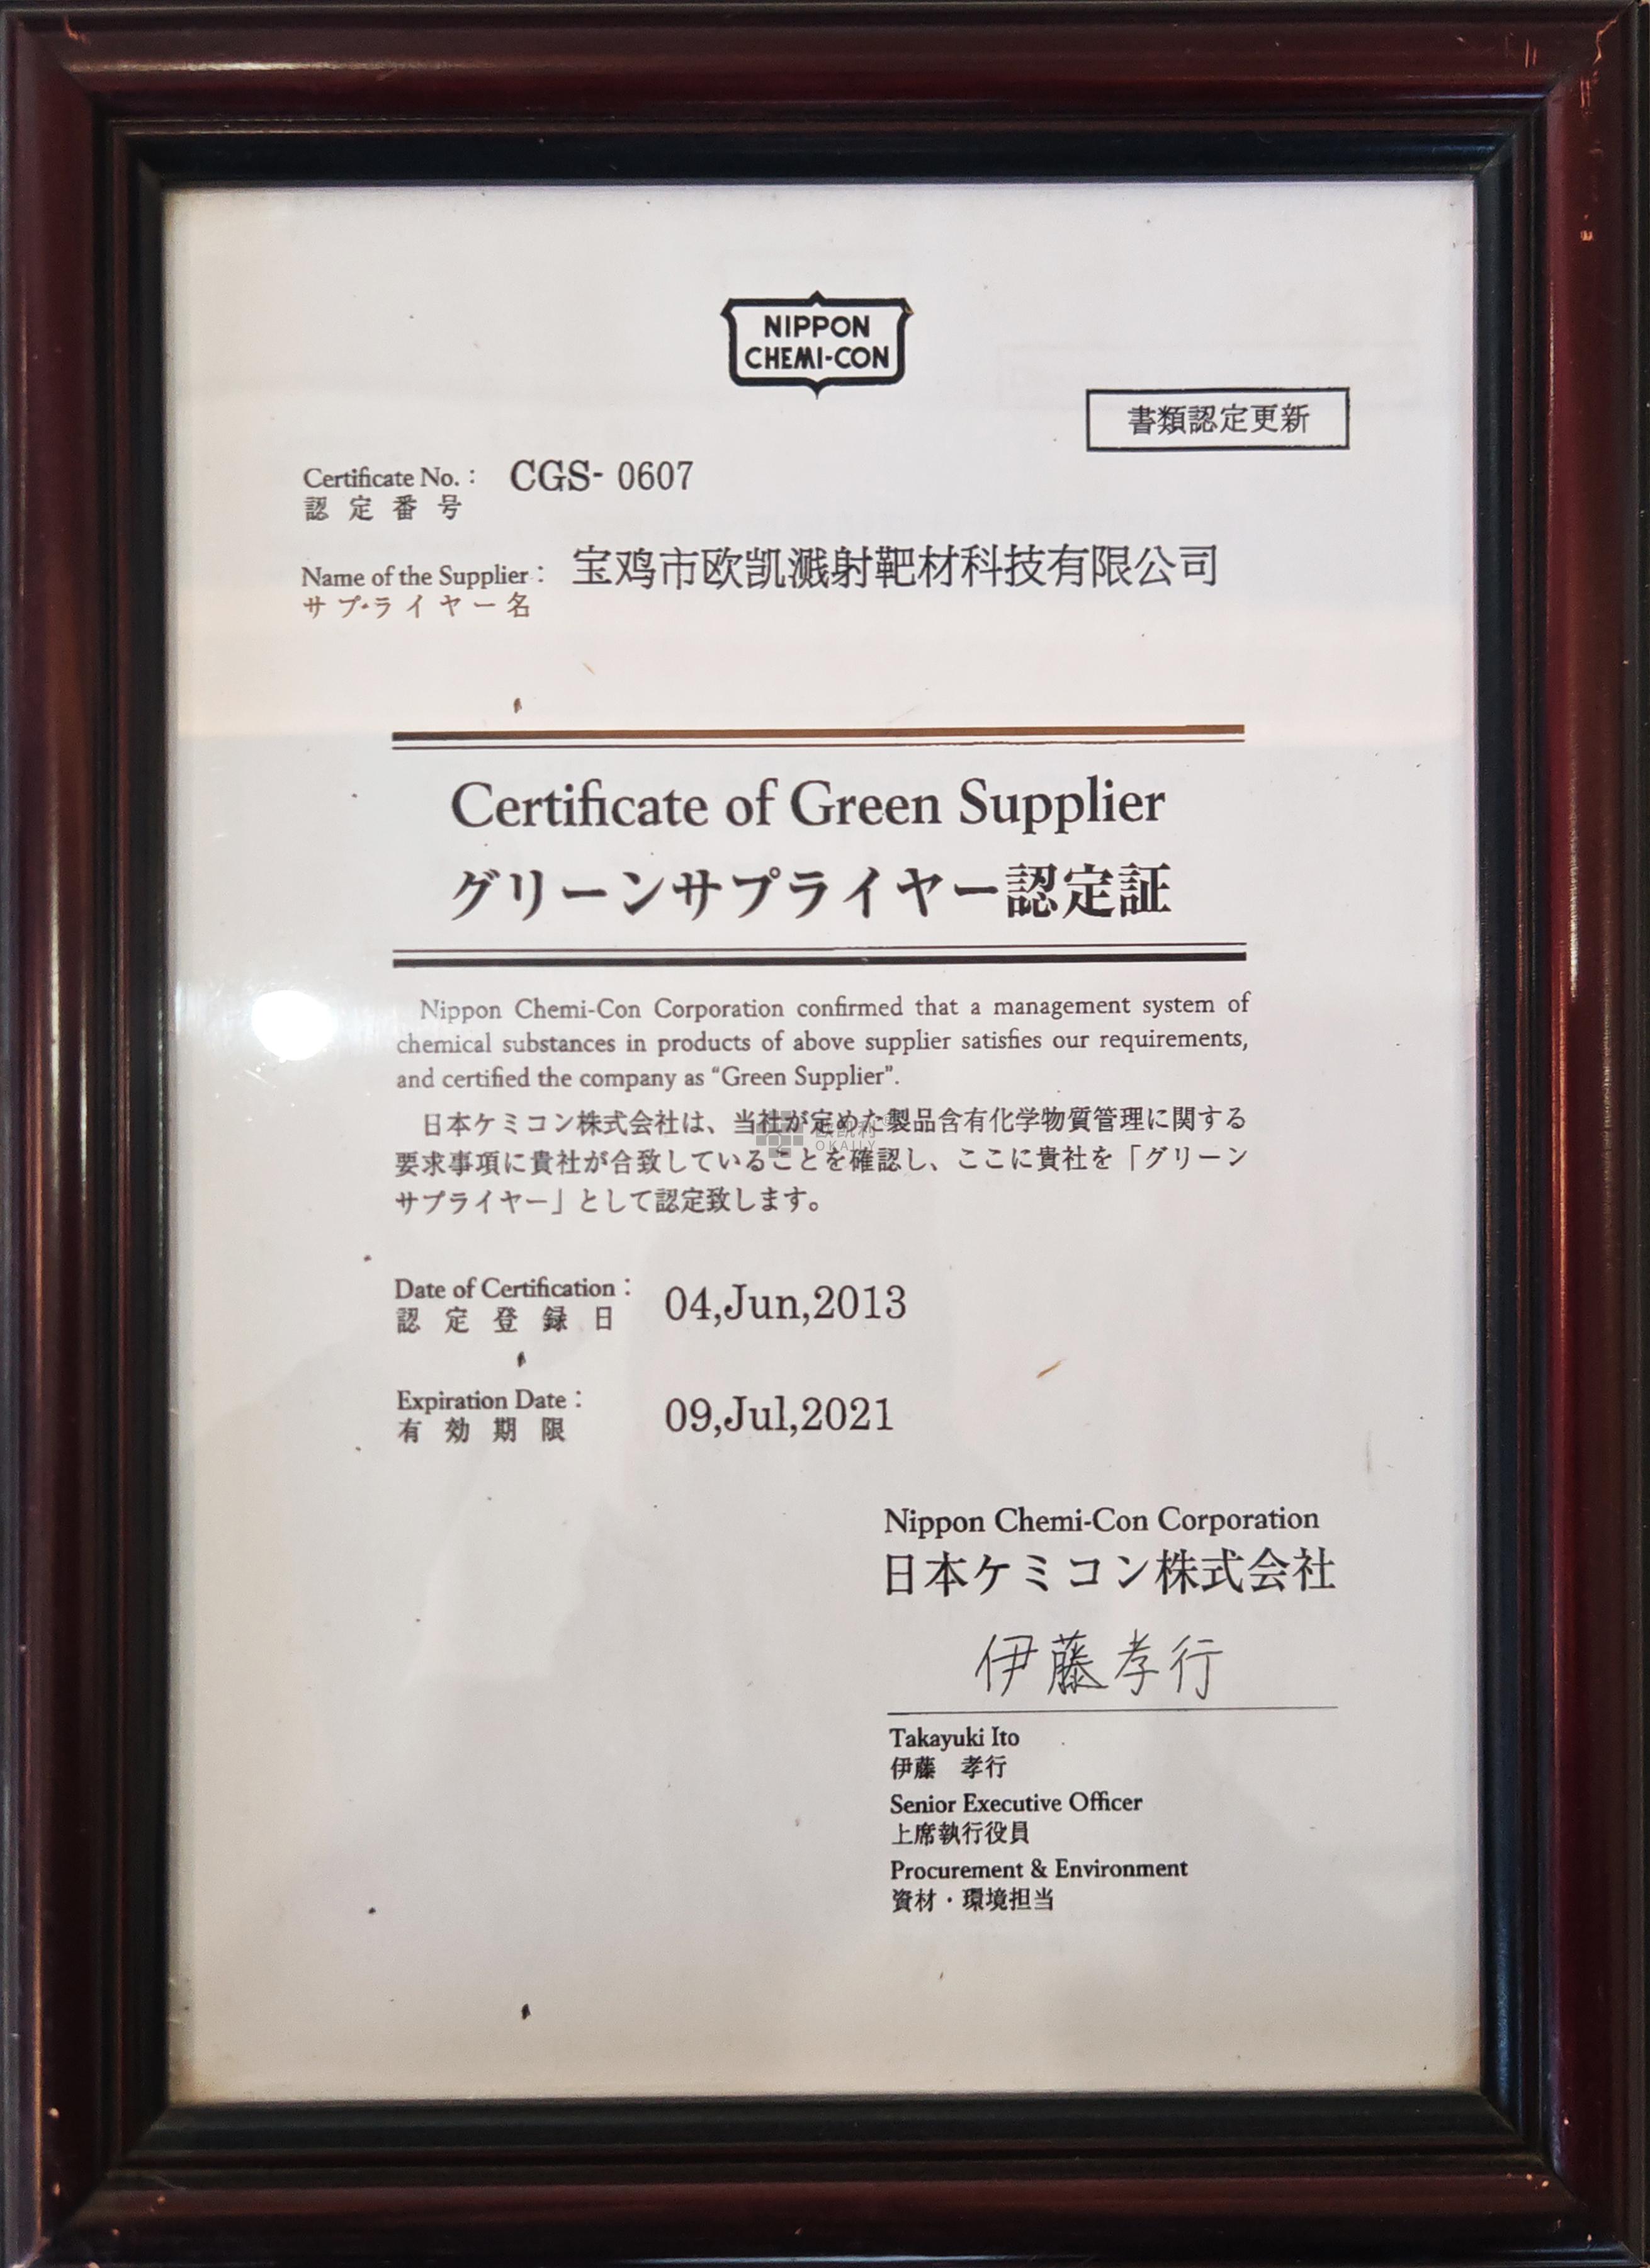 NIPPON
CHEMI-CON
書類認定更新
Certificate No.: CGS- 0607
認定番号
Name of the Supplier: 宝鸡市欧凯溅射靶材科技有限公司
サプライヤー名
Certificate of Green Supplier
グリーンサプライヤー認定証
Nippon Chemi-Con Corporation confirmed that a management system of
chemical substances in products of above supplier satisfies our requirements,
and certified the company as “Green Supplier”.
日本ケミコン株式会社は、当社が定めた製品含有化学物質管理に関する
要求事項に貴社が合致していることを確認し、ここに貴社を「グリーン
サプライヤー」として認定致します。
欧凯利
OKAILY
Date of Certification: 04,Jun,2013
認定登録日
Expiration Date: 09,Jul,2021
有効期限
Nippon Chemi-Con Corporation
日本ケミコン株式会社
伊藤孝行
Takayuki Ito
伊藤　孝行
Senior Executive Officer
上席執行役員
Procurement & Environment
資材・環境担当